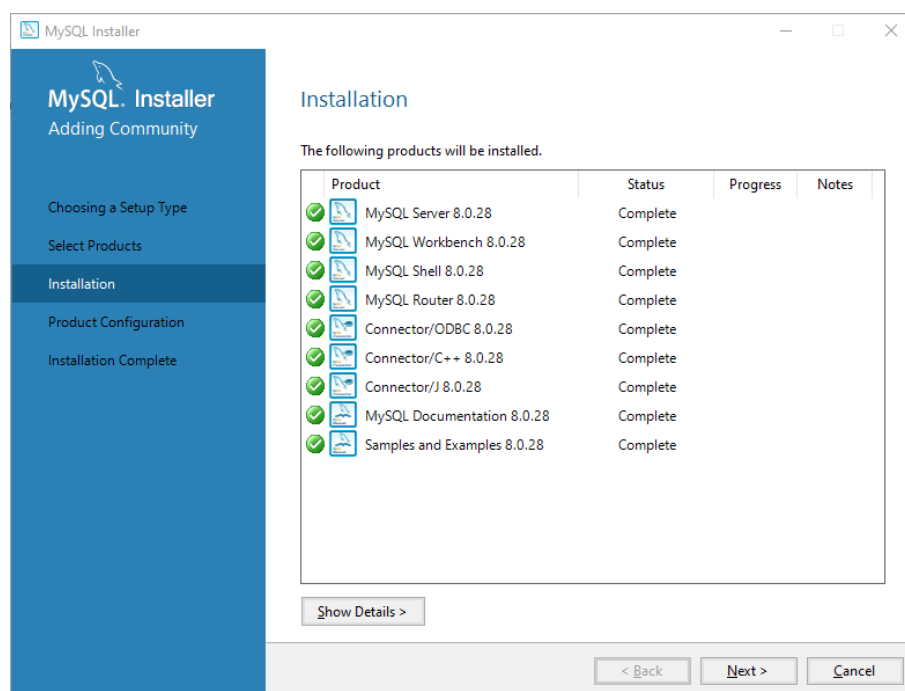 MySQL Installer
MySQL. Installer
Adding Community
Choosing a Setup Type
Select Products
Installation
Product Configuration
Installation Complete
Installation
The following products will be installed.
Product Status Progress Notes
MySQL Server 8.0.28 Complete
MySQL Workbench 8.0.28 Complete
MySQL Shell 8.0.28 Complete
MySQL Router 8.0.28 Complete
Connector/ODBC 8.0.28 Complete
Connector/C++ 8.0.28 Complete
Connector/J 8.0.28 Complete
MySQL Documentation 8.0.28 Complete
Samples and Examples 8.0.28 Complete
Show Details >
< Back Next > Cancel